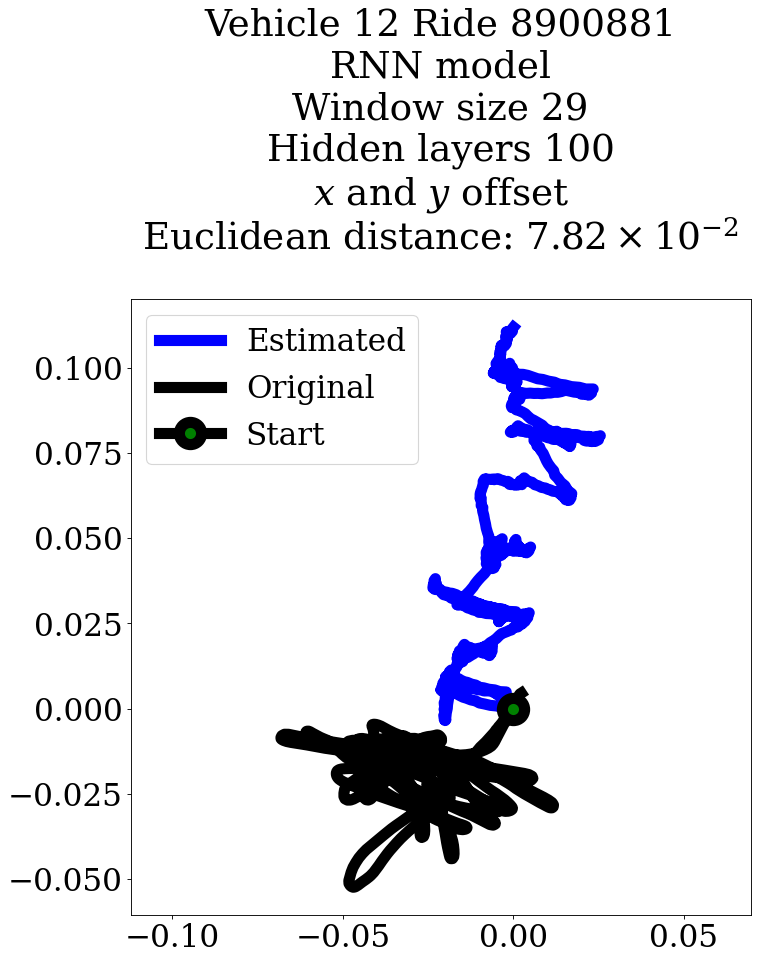 Vehicle 12 Ride 8900881
RNN model
Window size 29
Hidden layers 100
x and y offset
Euclidean distance: 7.82 × 10⁻²
Estimated
Original
Start
0.100
0.075
0.050
0.025
0.000
−0.025
−0.050
−0.10 −0.05 0.00 0.05